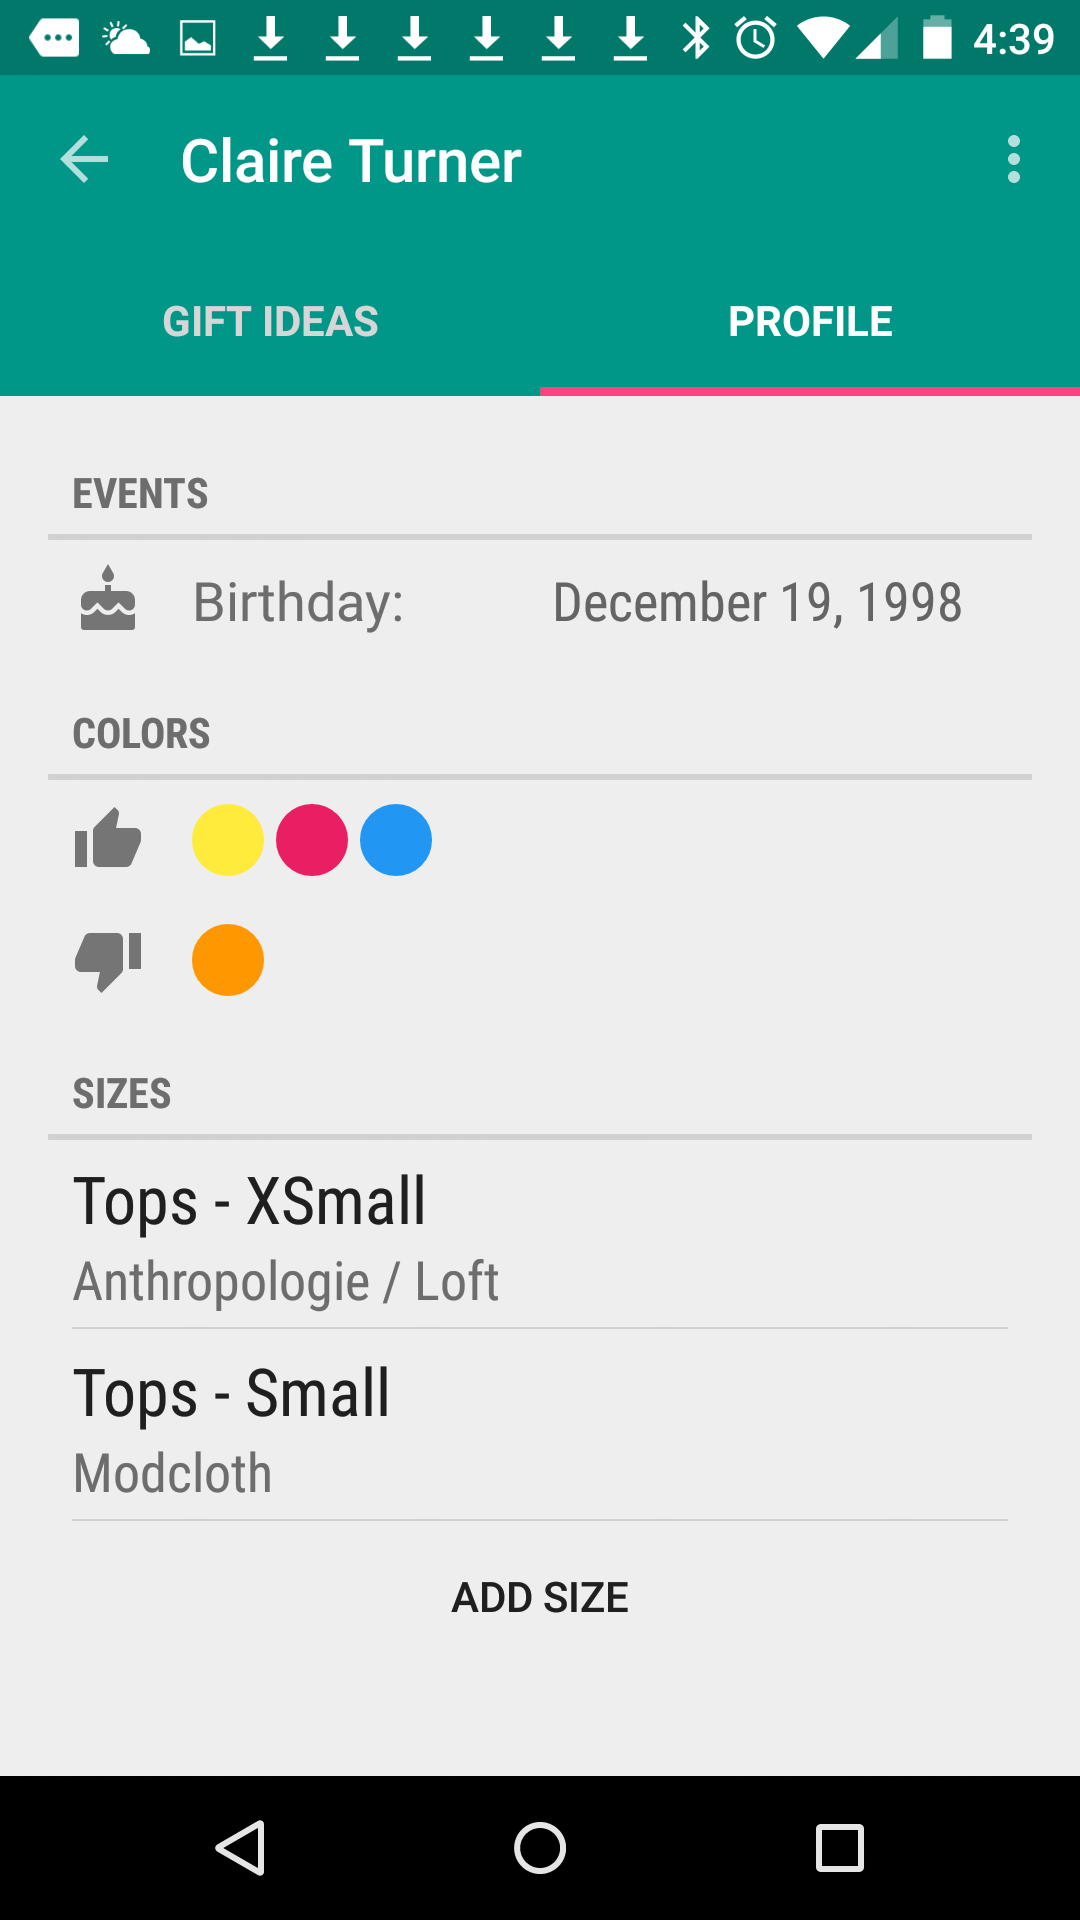 4:39
Claire Turner
GIFT IDEAS PROFILE
EVENTS
Birthday: December 19, 1998
COLORS
SIZES
Tops - XSmall
Anthropologie / Loft
Tops - Small
Modcloth
ADD SIZE